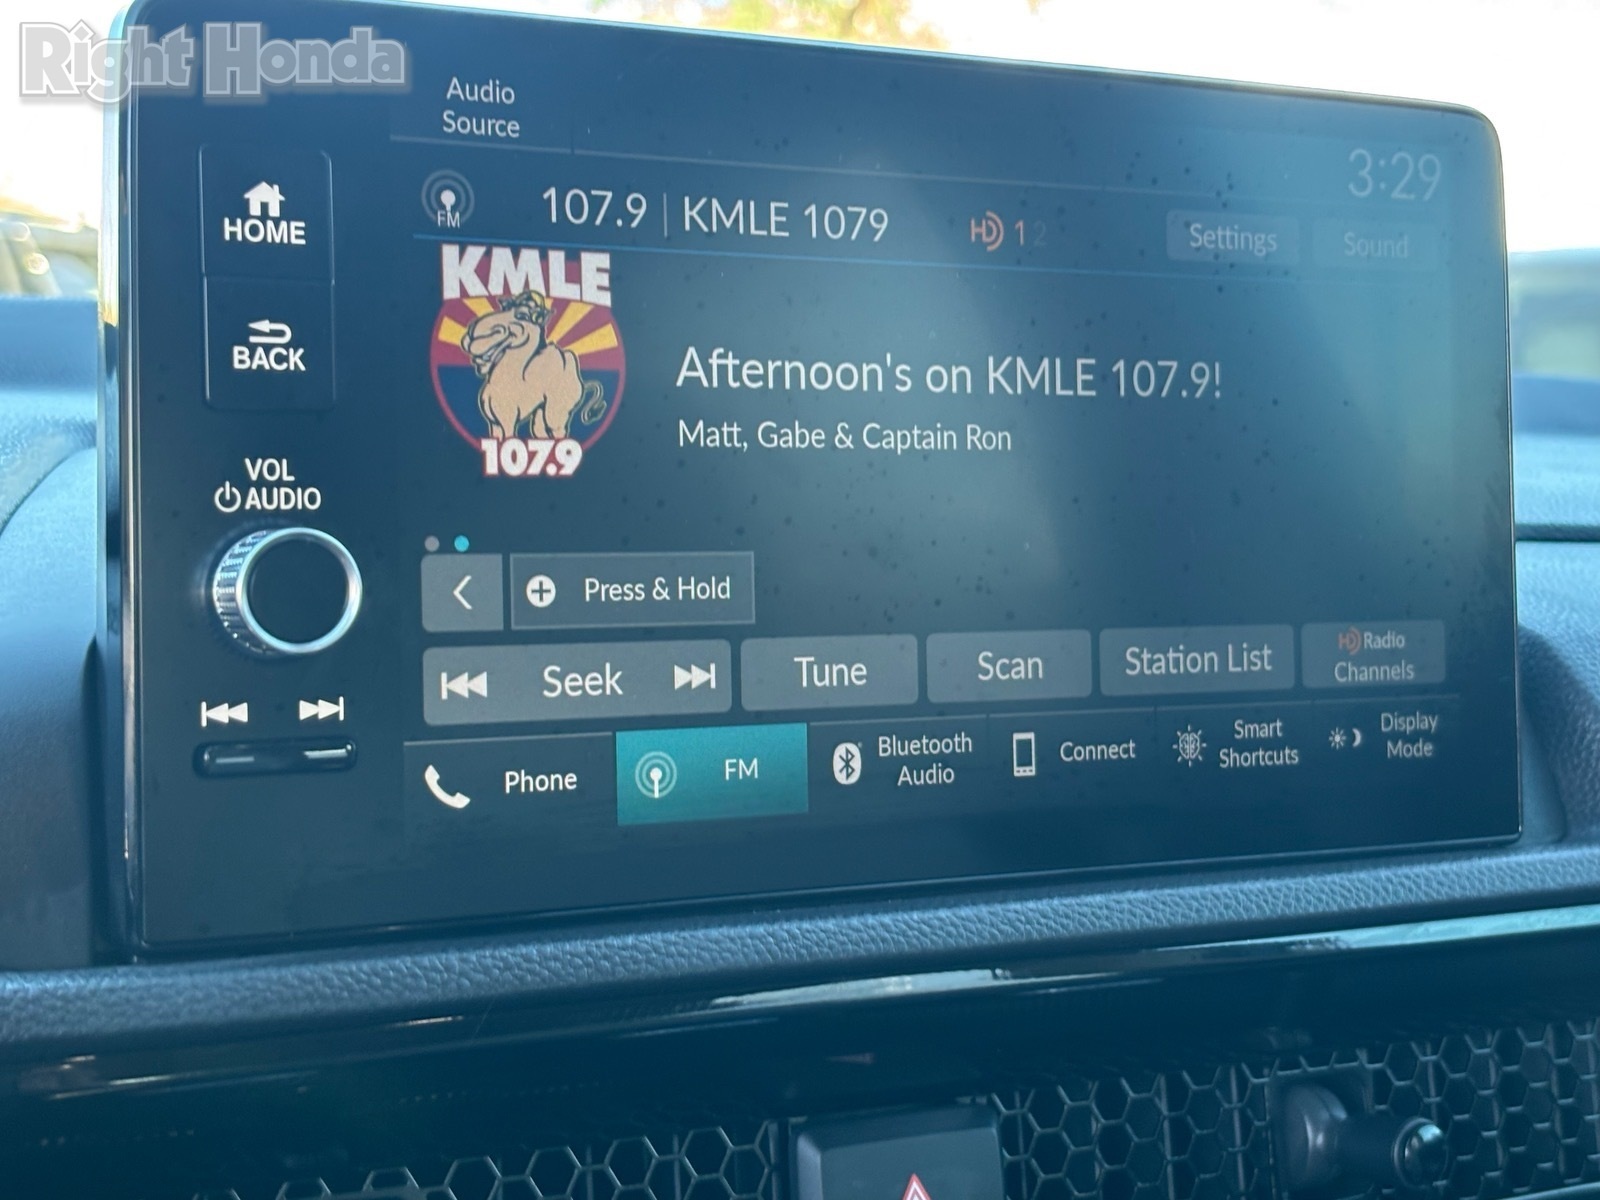 Right Honda
Audio
Source
3:29
HOME
FM
107.9 | KMLE 1079
HD 1 2
Settings
Sound
KMLE
107.9
Afternoon's on KMLE 107.9!
Matt, Gabe & Captain Ron
BACK
VOL
AUDIO
Press & Hold
Seek
Tune
Scan
Station List
HD Radio
Channels
Phone
FM
Bluetooth
Audio
Connect
Smart
Shortcuts
Display
Mode